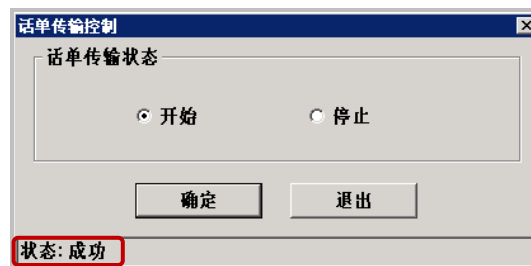 话单传输控制
话单传输状态
开始 停止
确定 退出
状态: 成功